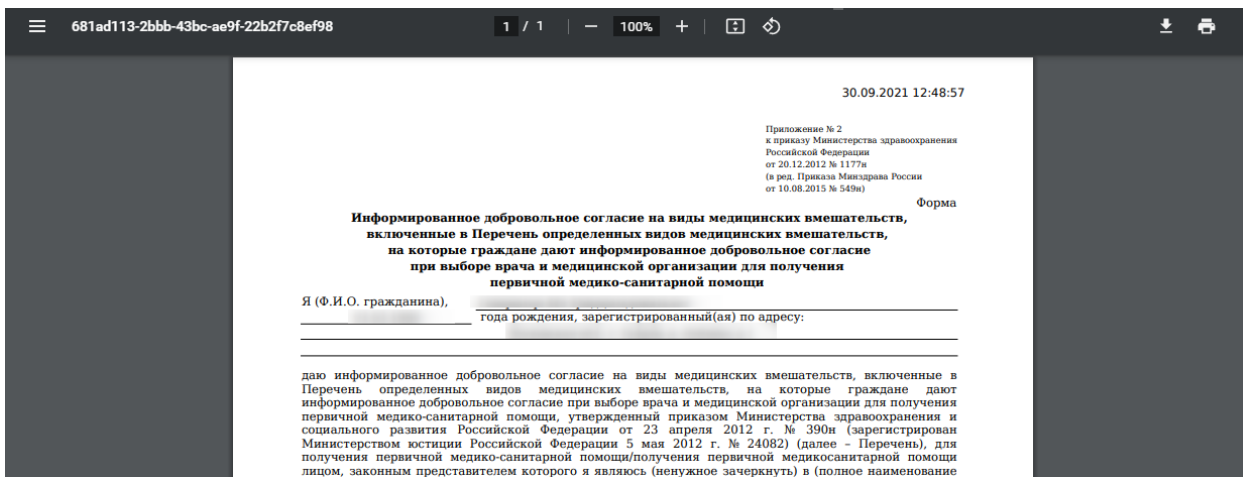 681ad113-2bbb-43bc-ae9f-22b2f7c8ef98 1 / 1 100%
30.09.2021 12:48:57
Приложение № 2
к приказу Министерства здравоохранения
Российской Федерации
от 20.12.2012 № 1177н
(в ред. Приказа Минздрава России
от 10.08.2015 № 549н)
Форма
Информированное добровольное согласие на виды медицинских вмешательств,
включенные в Перечень определенных видов медицинских вмешательств,
на которые граждане дают информированное добровольное согласие
при выборе врача и медицинской организации для получения
первичной медико-санитарной помощи
Я (Ф.И.О. гражданина),
года рождения, зарегистрированный(ая) по адресу:
даю информированное добровольное согласие на виды медицинских вмешательств, включенные в
Перечень определенных видов медицинских вмешательств, на которые граждане дают
информированное добровольное согласие при выборе врача и медицинской организации для получения
первичной медико-санитарной помощи, утвержденный приказом Министерства здравоохранения и
социального развития Российской Федерации от 23 апреля 2012 г. № 390н (зарегистрирован
Министерством юстиции Российской Федерации 5 мая 2012 г. № 24082) (далее – Перечень), для
получения первичной медико-санитарной помощи/получения первичной медикосанитарной помощи
лицом, законным представителем которого я являюсь (ненужное зачеркнуть) в (полное наименование